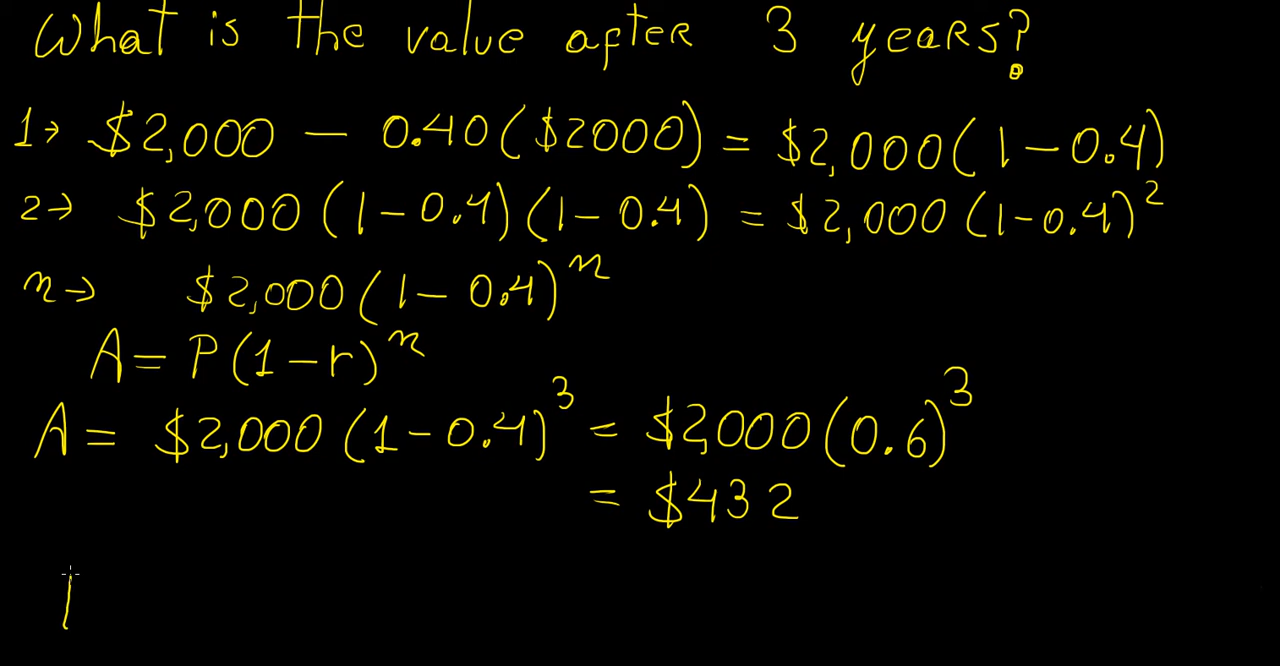 What is the value after 3 years?
1→ $2,000 − 0.40($2000) = $2,000(1−0.4)
2→ $2,000(1−0.4)(1−0.4) = $2,000(1−0.4)²
n→ $2,000(1−0.4)ⁿ
A = P(1−r)ⁿ
A = $2,000(1−0.4)³ = $2,000(0.6)³
= $432